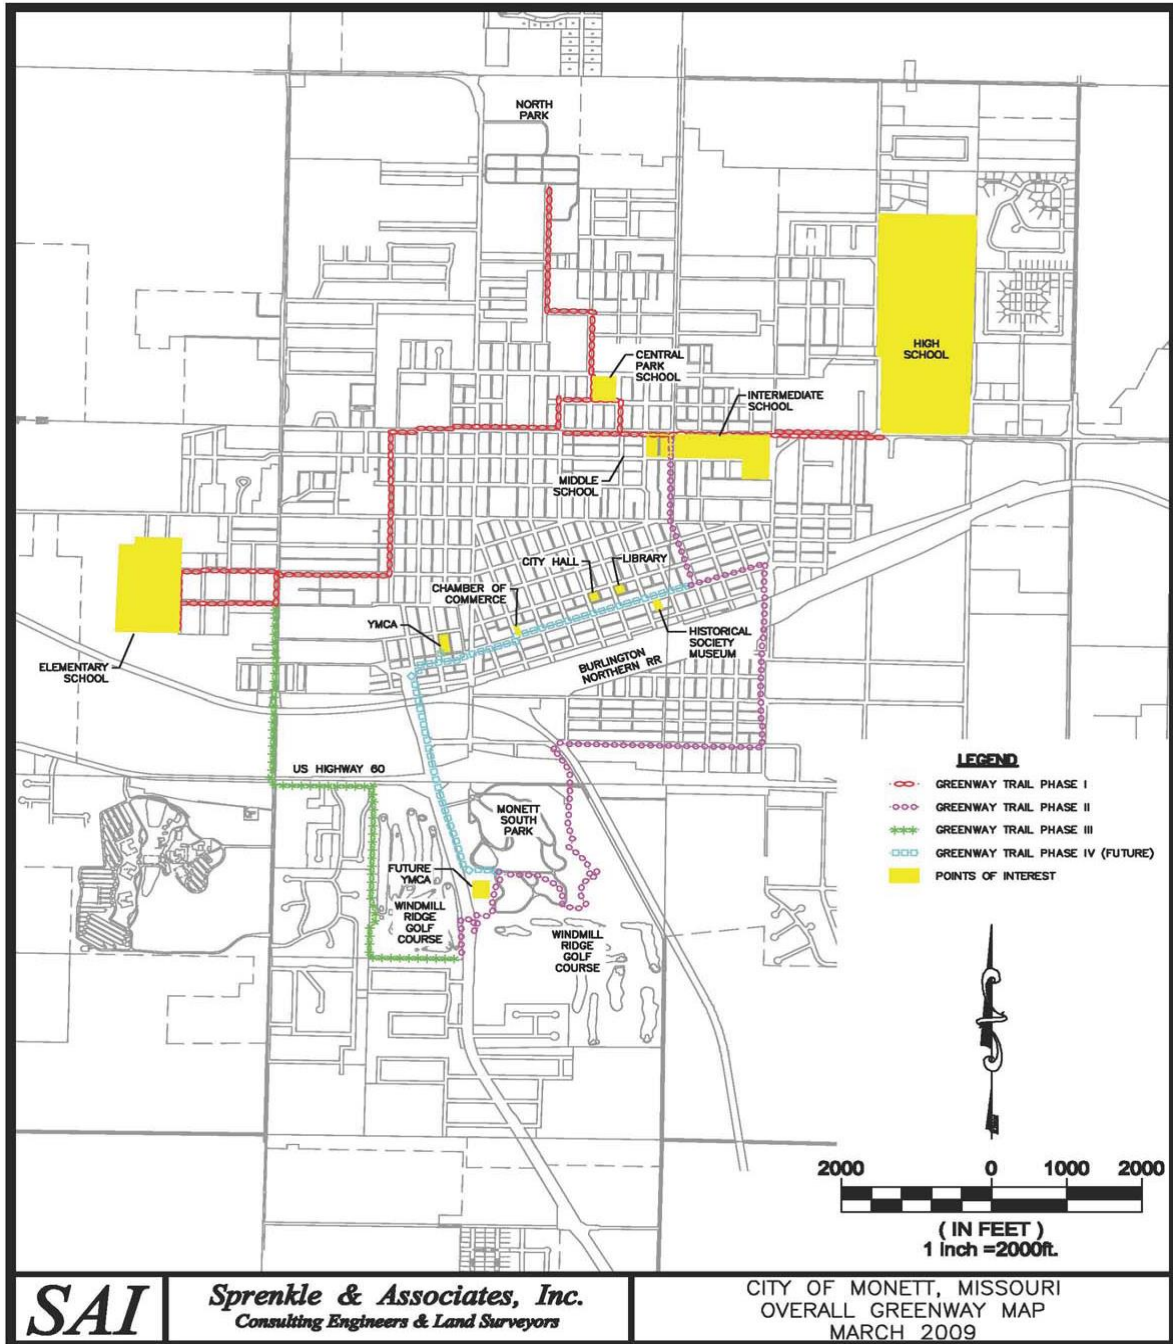 NORTH
PARK
HIGH
SCHOOL
CENTRAL
PARK
SCHOOL
INTERMEDIATE
SCHOOL
MIDDLE
SCHOOL
CITY HALL
LIBRARY
CHAMBER OF
COMMERCE
YMCA
HISTORICAL
SOCIETY
MUSEUM
BURLINGTON
NORTHERN RR
ELEMENTARY
SCHOOL
US HIGHWAY 60
MONETT
SOUTH
PARK
FUTURE
YMCA
WINDMILL
RIDGE
GOLF
COURSE
WINDMILL
RIDGE
GOLF
COURSE
LEGEND
GREENWAY TRAIL PHASE I
GREENWAY TRAIL PHASE II
GREENWAY TRAIL PHASE III
GREENWAY TRAIL PHASE IV (FUTURE)
POINTS OF INTEREST
2000 0 1000 2000
( IN FEET )
1 inch =2000ft.
SAI
Sprenkle & Associates, Inc.
Consulting Engineers & Land Surveyors
CITY OF MONETT, MISSOURI
OVERALL GREENWAY MAP
MARCH 2009